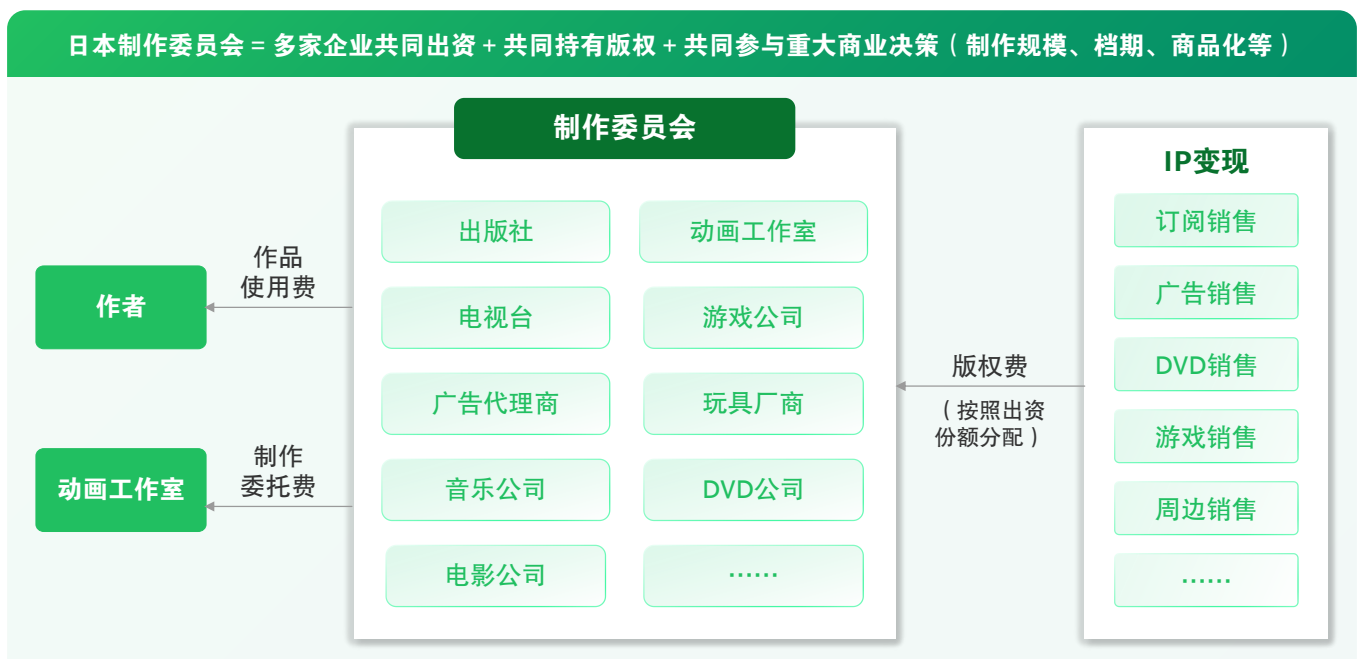 日本制作委员会 = 多家企业共同出资 + 共同持有版权 + 共同参与重大商业决策（制作规模、档期、商品化等）
制作委员会
出版社
动画工作室
电视台
游戏公司
广告代理商
玩具厂商
音乐公司
DVD公司
电影公司
······
作者
作品
使用费
动画工作室
制作
委托费
版权费
（按照出资
份额分配）
IP变现
订阅销售
广告销售
DVD销售
游戏销售
周边销售
······